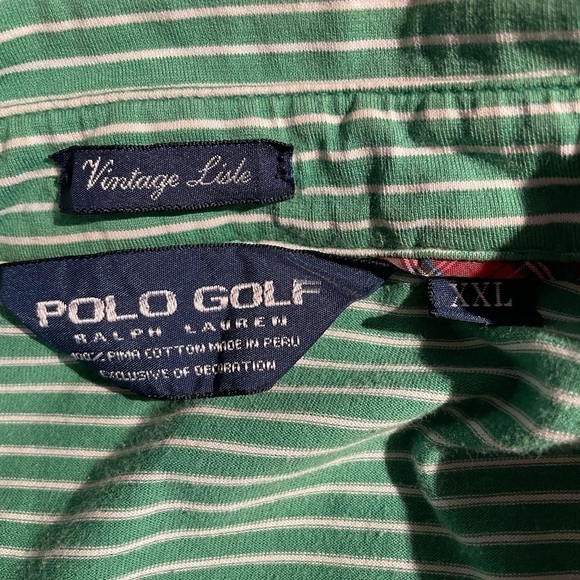 Vintage Lisle
POLO GOLF
RALPH LAUREN
100% PIMA COTTON MADE IN PERU
EXCLUSIVE OF DECORATION
XXL